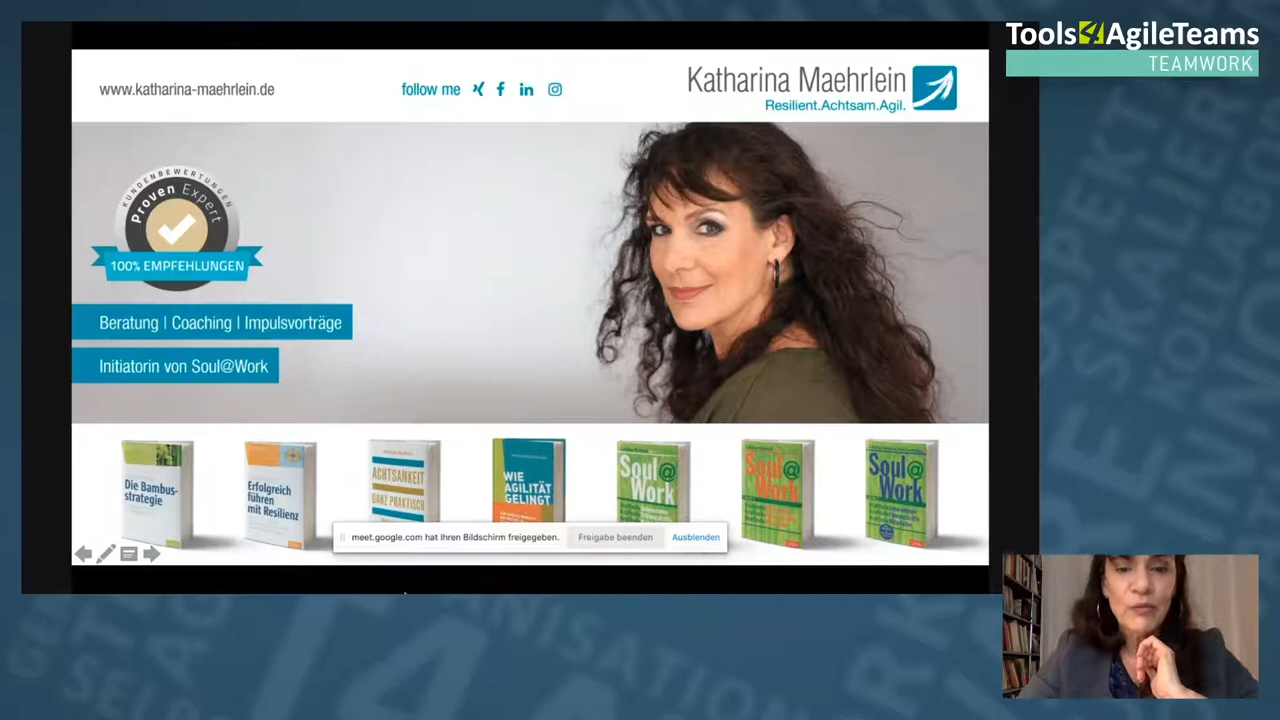 Tools4AgileTeams
TEAMWORK
www.katharina-maehrlein.de
follow me
Katharina Maehrlein
Resilient.Achtsam.Agil.
KUNDENBEWERTUNGEN
Proven Expert
100% EMPFEHLUNGEN
Beratung | Coaching | Impulsvorträge
Initiatorin von Soul@Work
Die Bambus-
strategie
Erfolgreich
führen
mit Resilienz
ACHTSAMKEIT
GANZ PRAKTISCH
WIE
AGILITÄT
GELINGT
Soul@
Work
Soul@
Work
Soul@
Work
meet.google.com hat Ihren Bildschirm freigegeben.
Freigabe beenden
Ausblenden